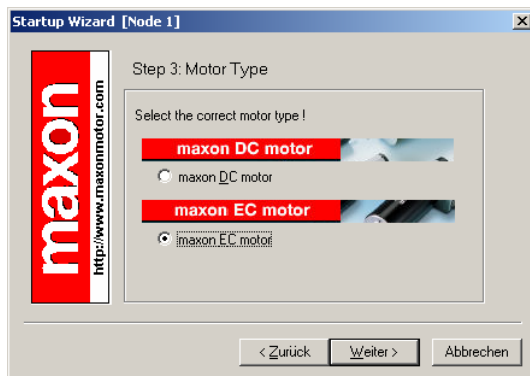 Startup Wizard [Node 1]
maxon
http://www.maxonmotor.com
Step 3: Motor Type
Select the correct motor type !
maxon DC motor
maxon DC motor
maxon EC motor
maxon EC motor
< Zurück
Weiter >
Abbrechen